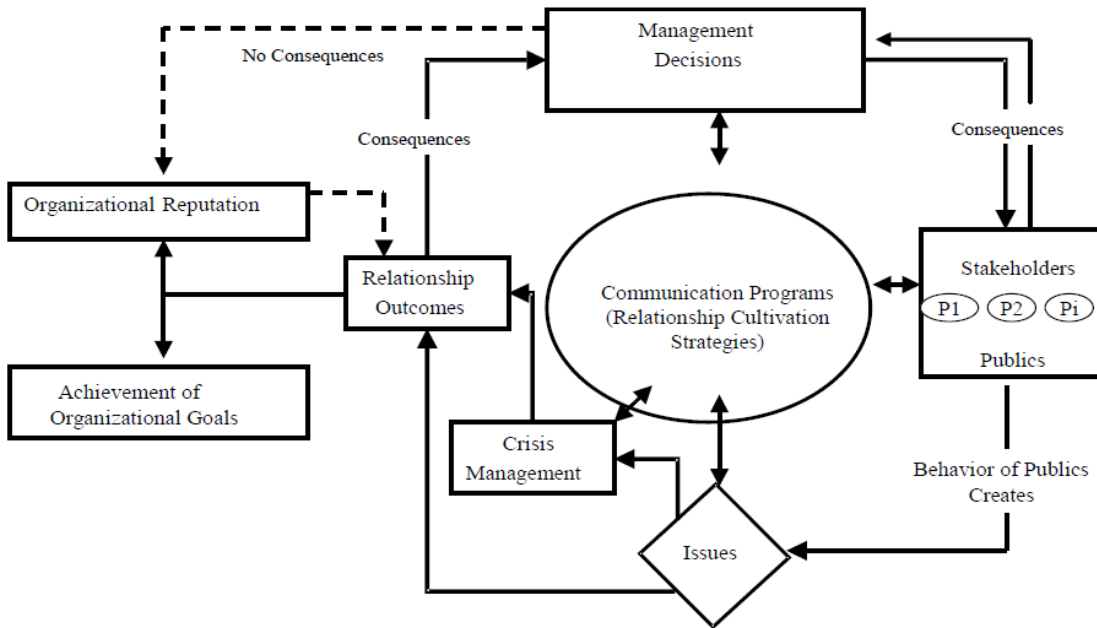 Management
Decisions
No Consequences
Consequences
Consequences
Organizational Reputation
Relationship
Outcomes
Communication Programs
(Relationship Cultivation
Strategies)
Stakeholders
P1 P2 Pi
Publics
Achievement of
Organizational Goals
Crisis
Management
Behavior of Publics
Creates
Issues